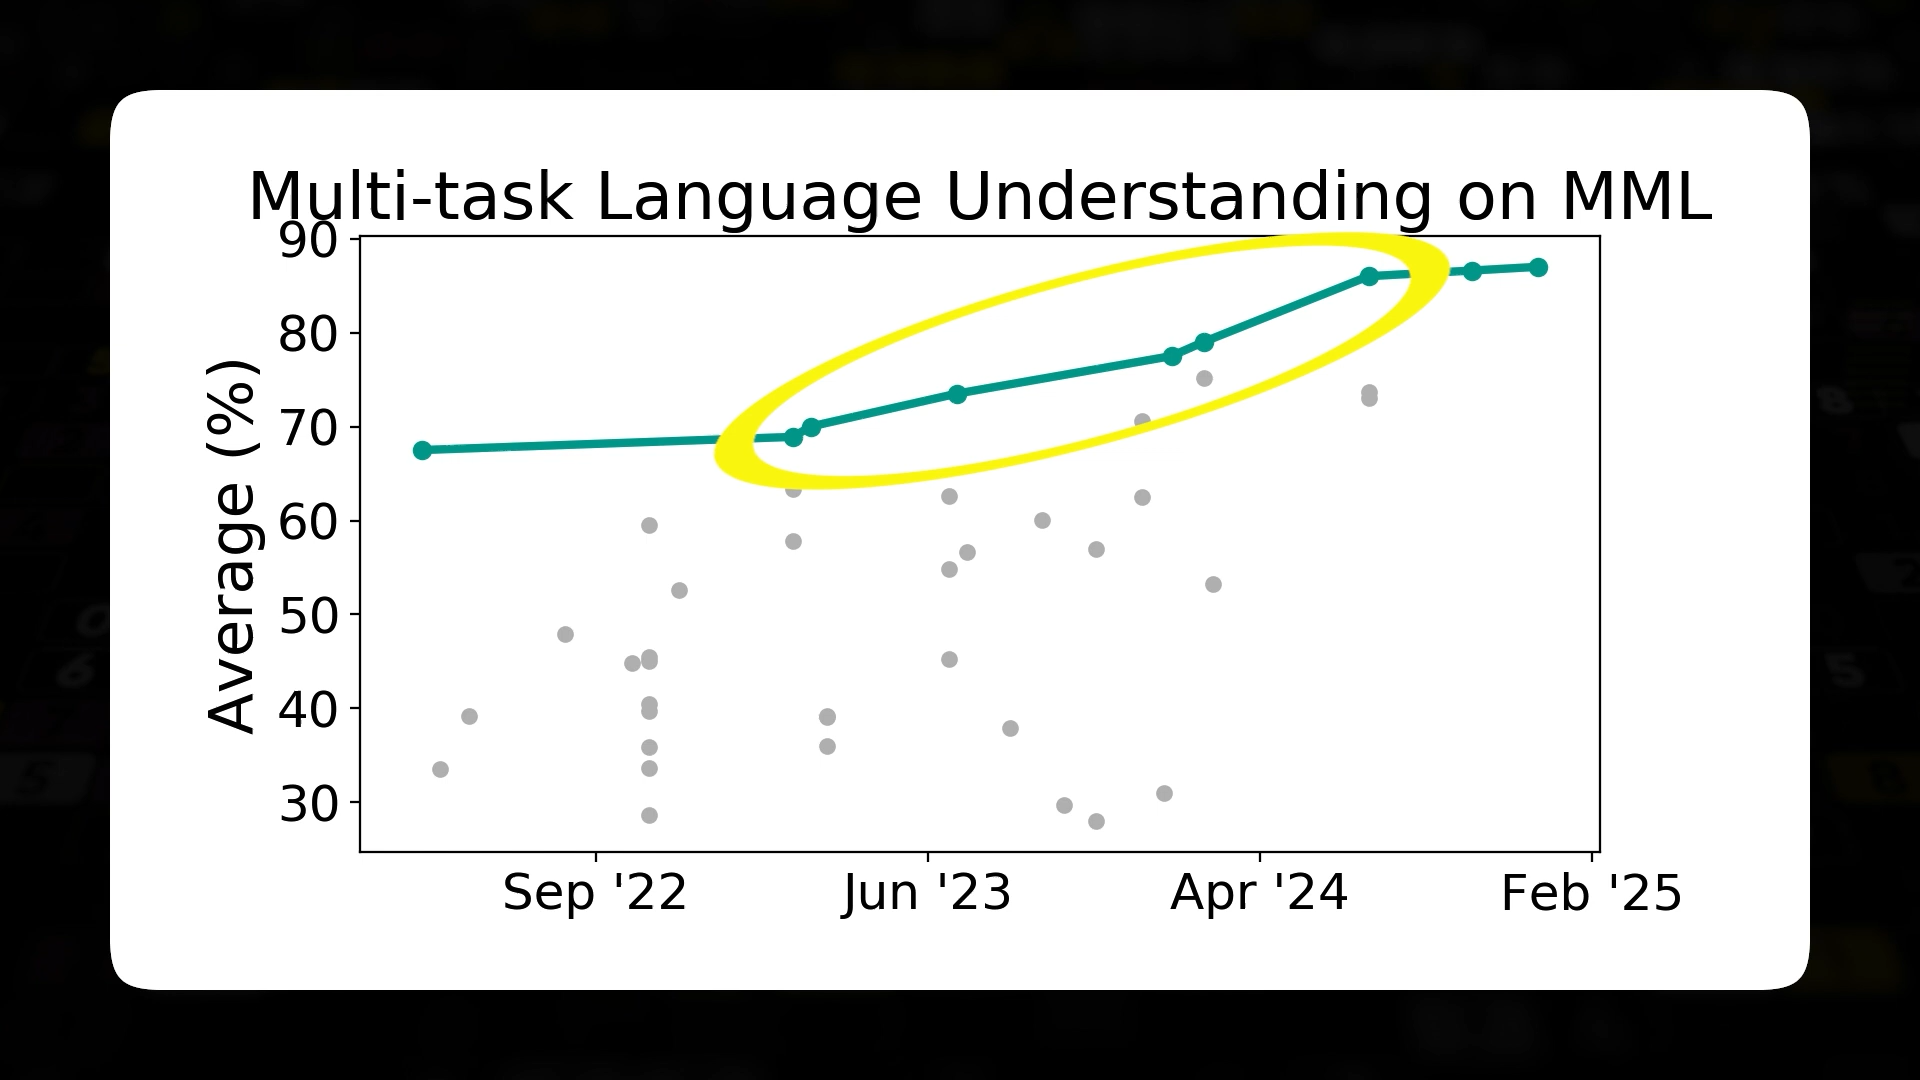 Multi-task Language Understanding on MML
Average (%)
90
80
70
60
50
40
30
Sep '22
Jun '23
Apr '24
Feb '25